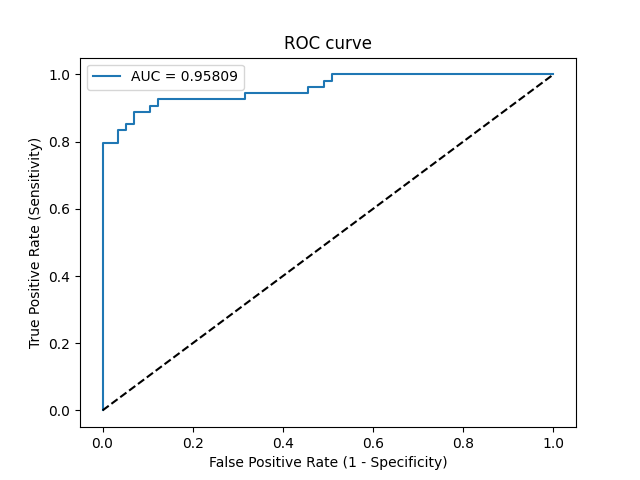 ROC curve
AUC = 0.95809
True Positive Rate (Sensitivity)
1.0
0.8
0.6
0.4
0.2
0.0
0.0 0.2 0.4 0.6 0.8 1.0
False Positive Rate (1 - Specificity)